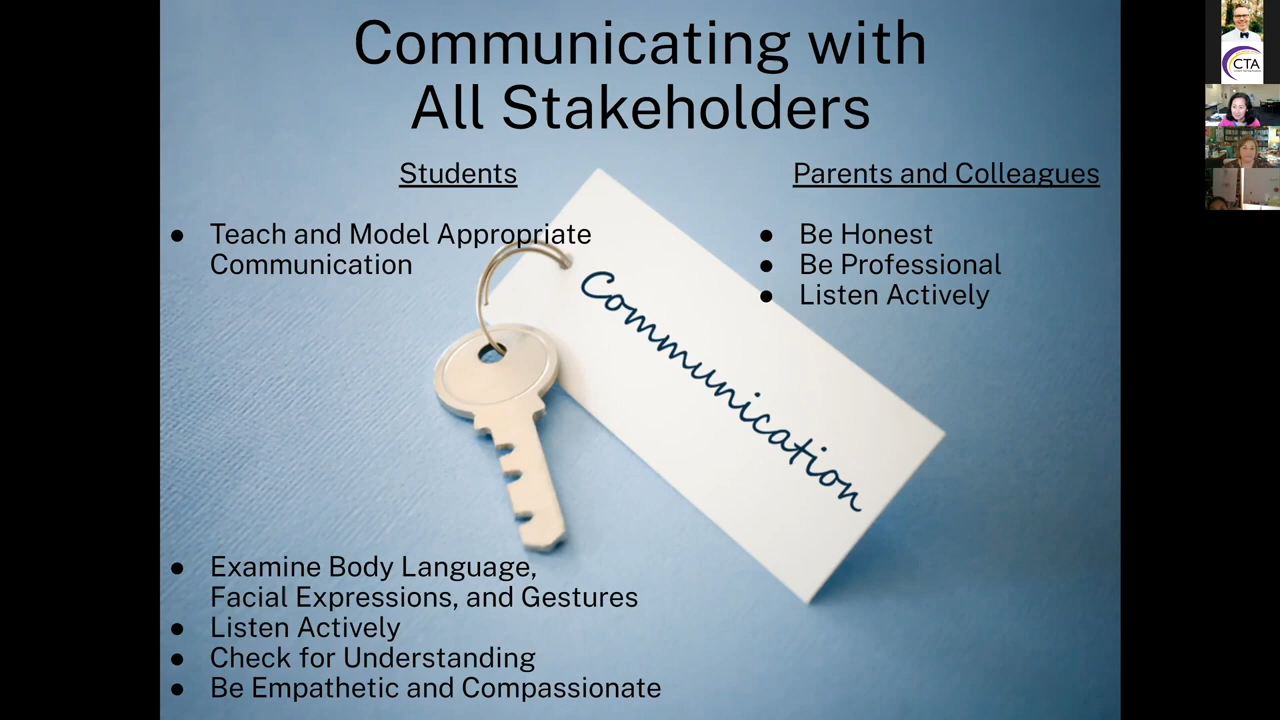 Communicating with
All Stakeholders
Students
● Teach and Model Appropriate
Communication
● Examine Body Language,
Facial Expressions, and Gestures
● Listen Actively
● Check for Understanding
● Be Empathetic and Compassionate
Parents and Colleagues
● Be Honest
● Be Professional
● Listen Actively
Communication
CTA